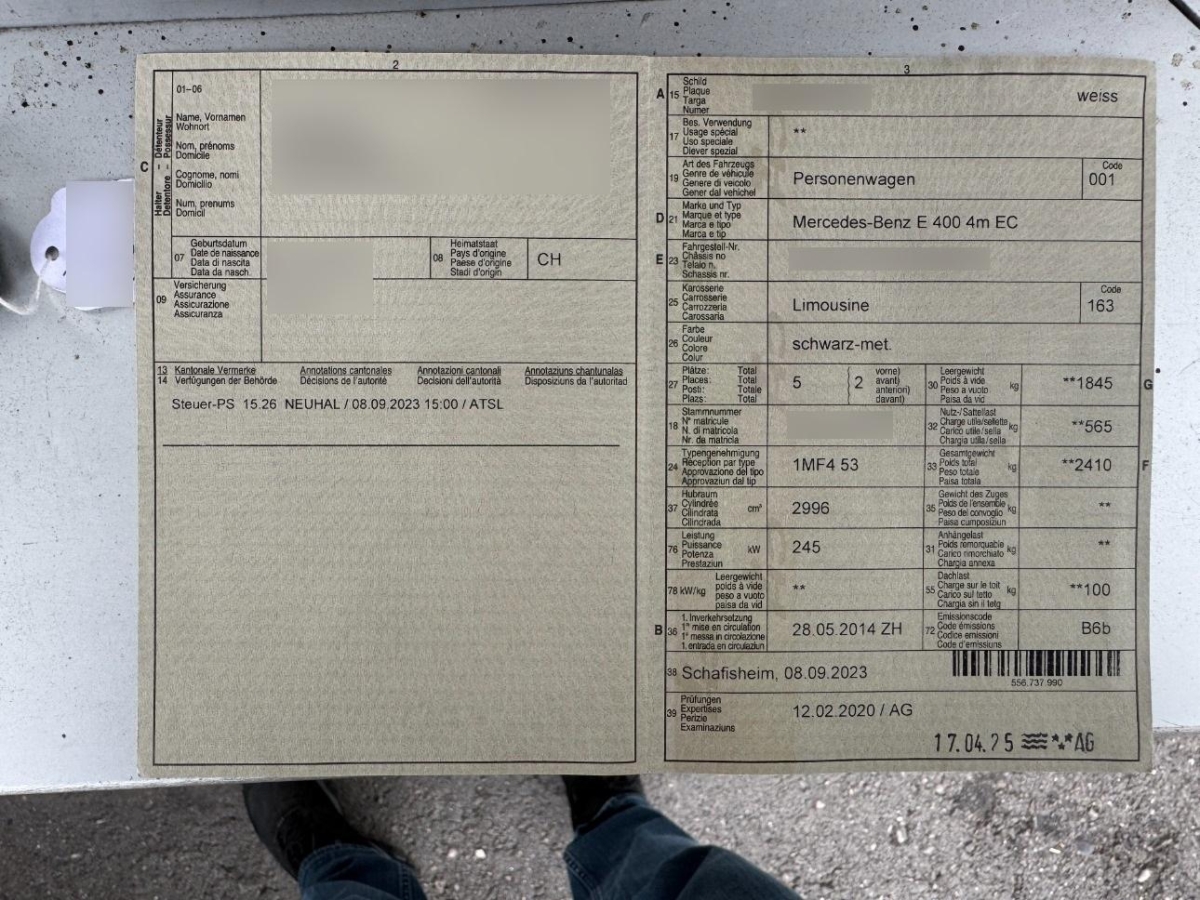 2
C
Halter - Détenteur
Detentore - Possessur
01-06
Name, Vornamen
Wohnort
Nom, prénoms
Domicile
Cognome, nomi
Domicilio
Num, prenums
Domicil
07
Geburtsdatum
Date de naissance
Data di nascita
Data da nasch.
08
Heimatstaat
Pays d'origine
Paese d'origine
Stadi d'origin
CH
09
Versicherung
Assurance
Assicurazione
Assicuranza
13 Kantonale Vermerke Annotations cantonales Annotazioni cantonali Annotaziuns chantunalas
14 Verfügungen der Behörde Décisions de l'autorité Decisioni dell'autorità Disposiziuns da l'autoritad
Steuer-PS 15.26 NEUHAL / 08.09.2023 15:00 / ATSL
3
A 15
Schild
Plaque
Targa
Numer
weiss
17
Bes. Verwendung
Usage spécial
Uso speciale
Diever spezial
**
19
Art des Fahrzeugs
Genre de véhicule
Genere di veicolo
Gener dal vehichel
Personenwagen
Code
001
D 21
Marke und Typ
Marque et type
Marca e tipo
Marca e tip
Mercedes-Benz E 400 4m EC
E 23
Fahrgestell-Nr.
Châssis no
Telaio n.
Schassis nr.
25
Karosserie
Carrosserie
Carrozzeria
Carossaria
Limousine
Code
163
26
Farbe
Couleur
Colore
Colur
schwarz-met.
27
Plätze: Total
Places: Total
Posti: Totale
Plazs: Total
5
2
vorne)
avant)
anteriori)
davant)
30
Leergewicht
Poids à vide
Peso a vuoto
Paisa da vid
kg
**1845
G
18
Stammnummer
N° matricule
N. di matricola
Nr. da matricla
32
Nutz-/Sattellast
Charge utile/sellette
Carico utile/sella
Chargia utila/sella
kg
**565
24
Typengenehmigung
Réception par type
Approvazione del tipo
Approvaziun dal tip
1MF4 53
33
Gesamtgewicht
Poids total
Peso totale
Paisa totala
kg
**2410
F
37
Hubraum
Cylindrée
Cilindrata
Cilindrada
cm³
2996
35
Gewicht des Zuges
Poids de l'ensemble
Peso del convoglio
Paisa cumposiziun
kg
**
76
Leistung
Puissance
Potenza
Prestaziun
kW
245
31
Anhängelast
Poids remorquable
Carico rimorchiato
Chargia annexa
kg
**
78 kW/kg
Leergewicht
poids à vide
peso a vuoto
paisa da vid
**
55
Dachlast
Charge sur le toit
Carico sul tetto
Chargia sin il tetg
kg
**100
B 36
1. Inverkehrsetzung
1re mise en circulation
1a messa in circolazione
1. entrada en circulaziun
28.05.2014 ZH
72
Emissionscode
Code émissions
Codice emissioni
Code d'emissiuns
B6b
38 Schafisheim, 08.09.2023
556.737.990
39
Prüfungen
Expertises
Perizie
Examinaziuns
12.02.2020 / AG
17.04.25 **AG